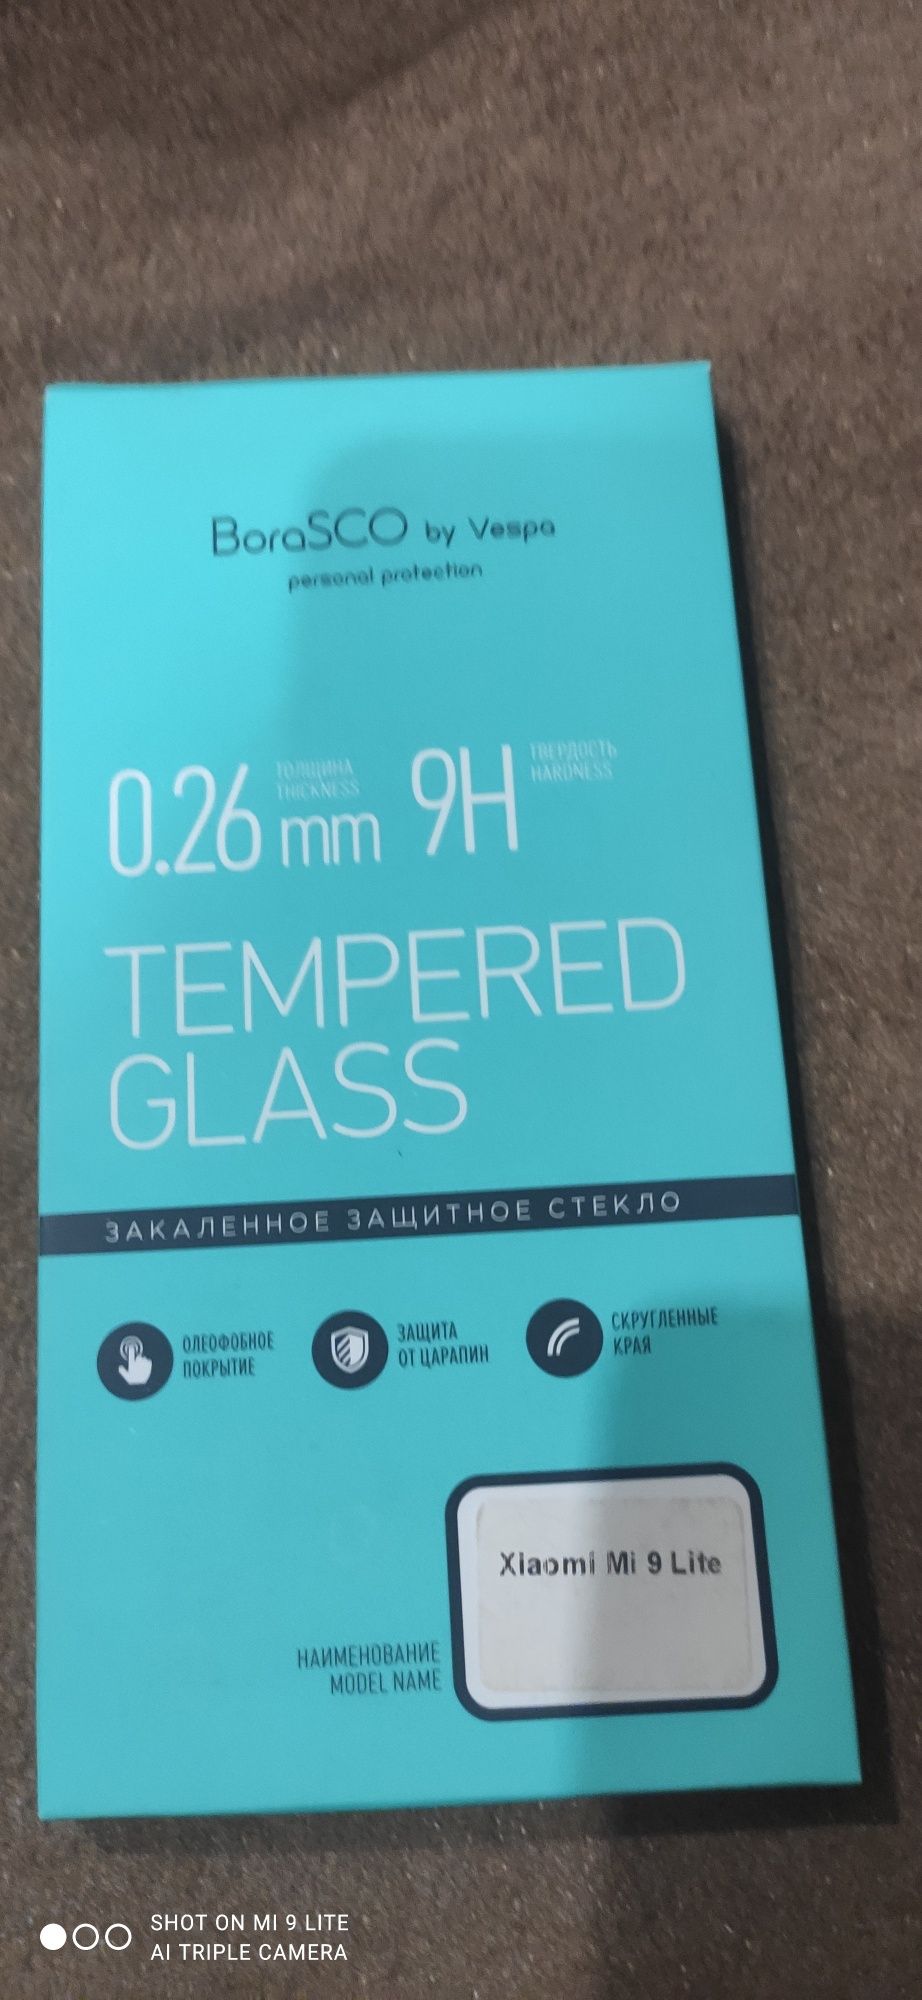 BoraSCO by Vespa
personal protection
0.26 mm
ТОЛЩИНА
THICKNESS
9H
ТВЕРДОСТЬ
HARDNESS
TEMPERED
GLASS
ЗАКАЛЕННОЕ ЗАЩИТНОЕ СТЕКЛО
ОЛЕОФОБНОЕ
ПОКРЫТИЕ
ЗАЩИТА
ОТ ЦАРАПИН
СКРУГЛЕННЫЕ
КРАЯ
Xiaomi Mi 9 Lite
НАИМЕНОВАНИЕ
MODEL NAME
SHOT ON MI 9 LITE
AI TRIPLE CAMERA